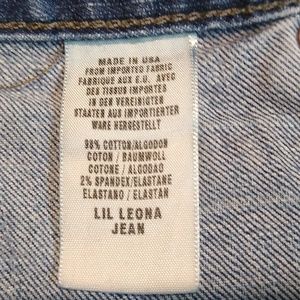 MADE IN USA
FROM IMPORTED FABRIC
FABRIQUE AUX E.U. AVEC
DES TISSUS IMPORTES
IN DEN VEREINIGTEN
STAATEN AUS IMPORTIERTER
WARE HERGESTELLT
98% COTTON/ALGODON
COTON / BAUMWOLL
COTONE / ALGODAO
2% SPANDEX/ELASTANE
ELASTANO / ELASTAN
LIL LEONA
JEAN